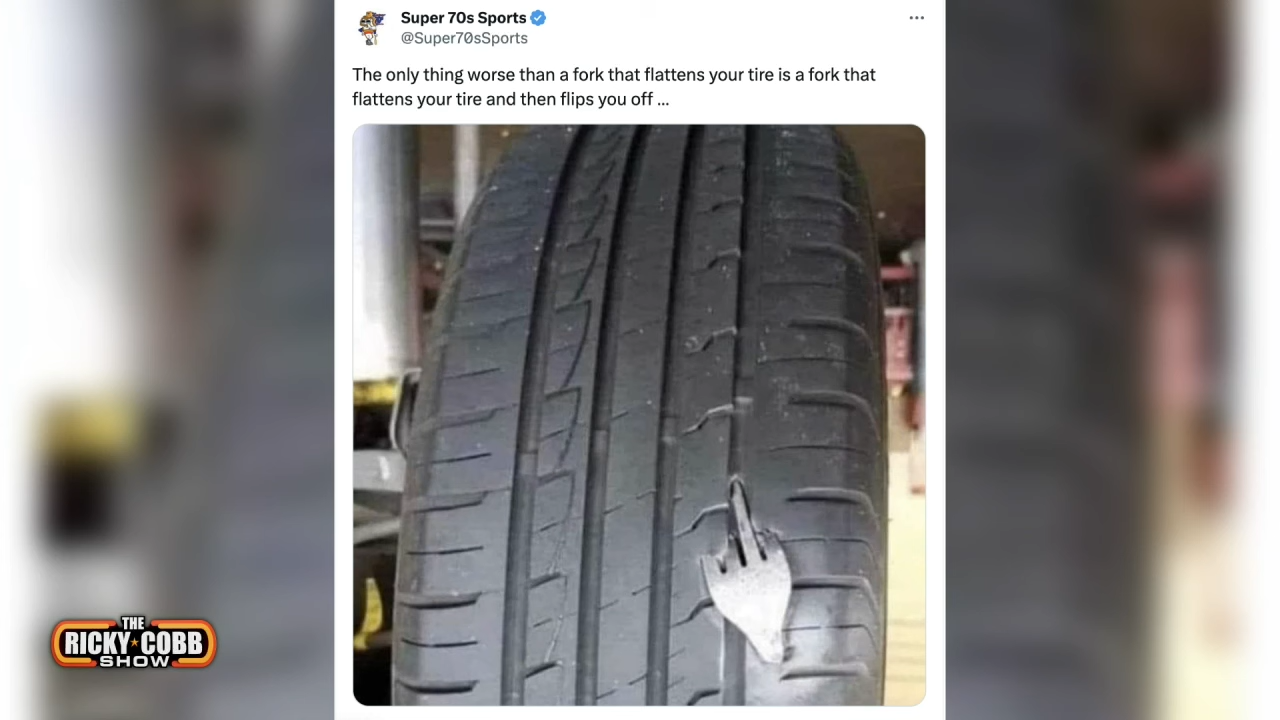 Super 70s Sports
@Super70sSports
The only thing worse than a fork that flattens your tire is a fork that
flattens your tire and then flips you off ...
THE
RICKY COBB
SHOW